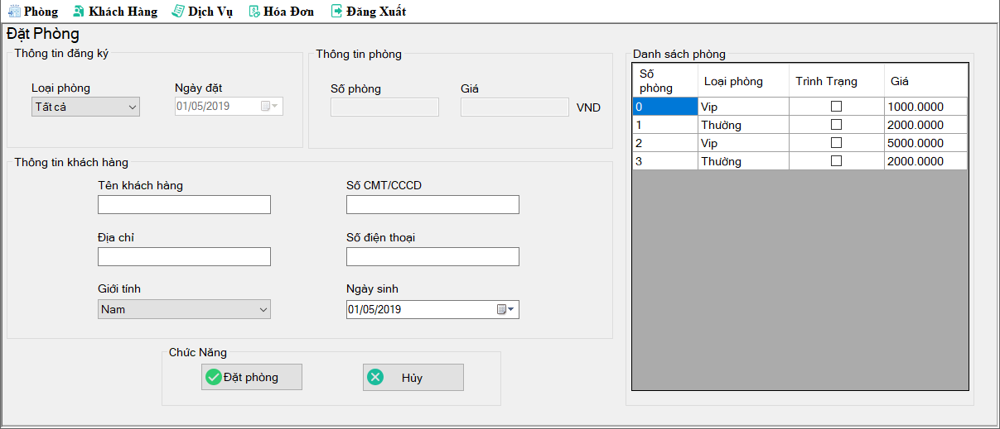 Phòng Khách Hàng Dịch Vụ Hóa Đơn Đăng Xuất
Đặt Phòng
Thông tin đăng ký
Loại phòng Ngày đặt
Tất cả 01/05/2019
Thông tin phòng
Số phòng Giá
VND
Thông tin khách hàng
Tên khách hàng Số CMT/CCCD
Địa chỉ Số điện thoại
Giới tính Ngày sinh
Nam 01/05/2019
Chức Năng
Đặt phòng Hủy
Danh sách phòng
Số phòng Loại phòng Trình Trạng Giá
0 Vip 1000.0000
1 Thường 2000.0000
2 Vip 5000.0000
3 Thường 2000.0000